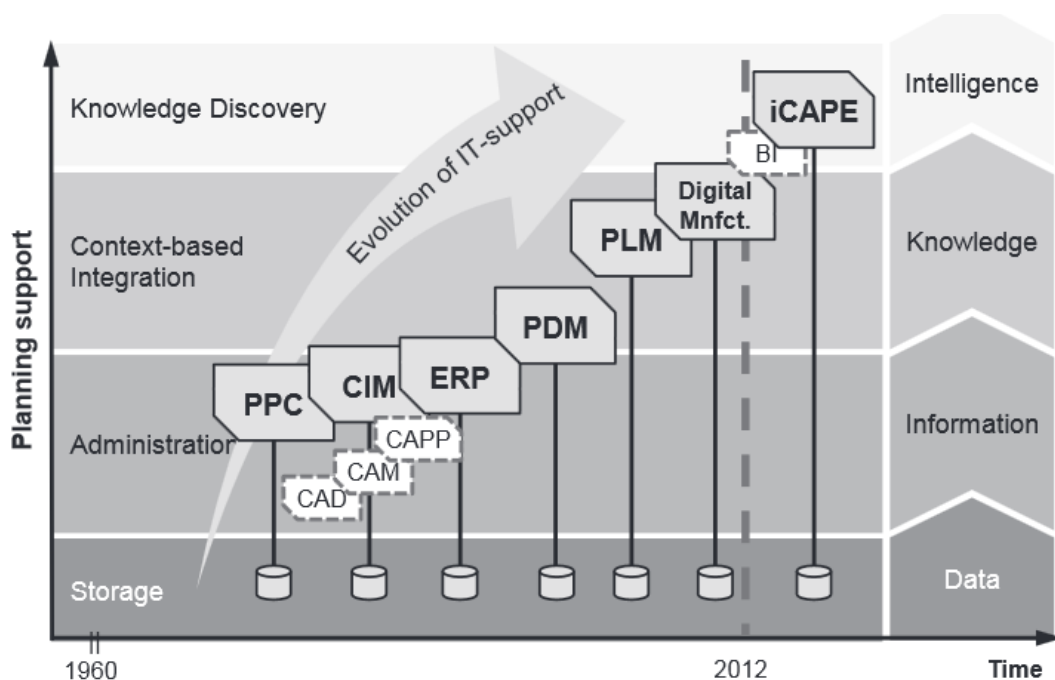 Planning support
Knowledge Discovery
Context-based
Integration
Administration
Storage
Evolution of IT-support
PPC
CIM
ERP
PDM
PLM
Digital
Mnfct.
BI
iCAPE
CAPP
CAM
CAD
Intelligence
Knowledge
Information
Data
1960
2012
Time